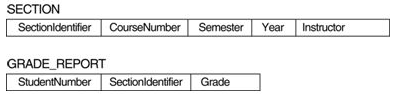 SECTION
SectionIdentifier CourseNumber Semester Year Instructor
GRADE_REPORT
StudentNumber SectionIdentifier Grade